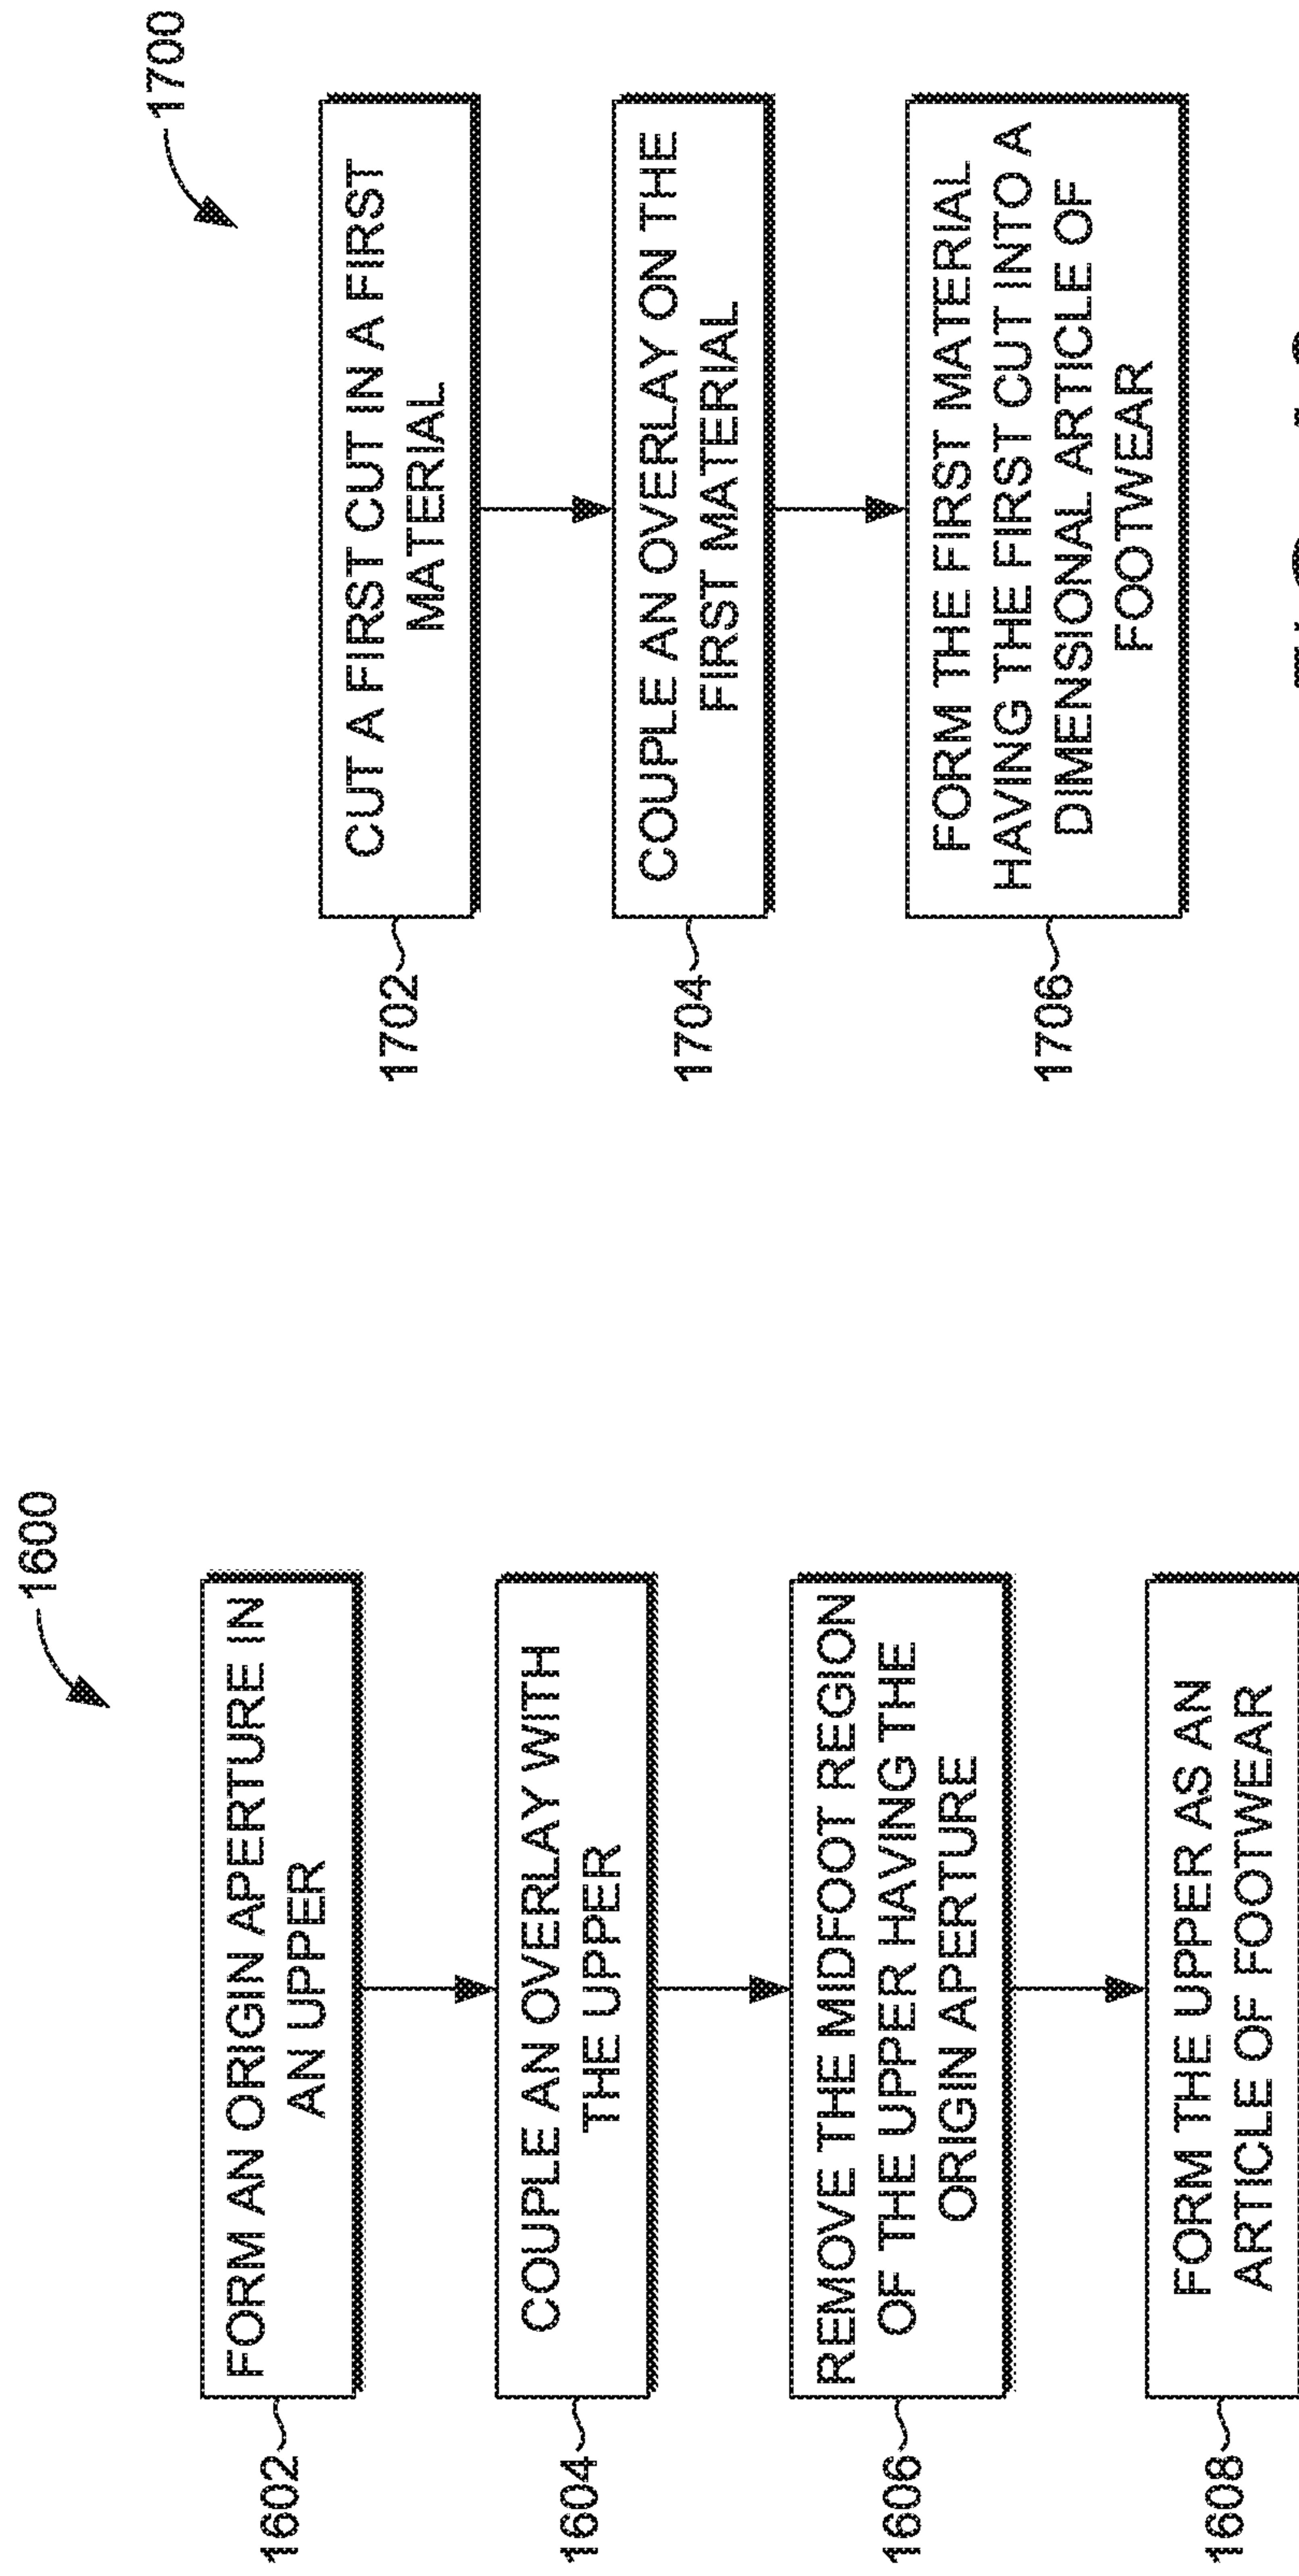 1600
1602
FORM AN ORIGIN APERTURE IN
AN UPPER
1604
COUPLE AN OVERLAY WITH
THE UPPER
1606
REMOVE THE MIDFOOT REGION
OF THE UPPER HAVING THE
ORIGIN APERTURE
1608
FORM THE UPPER AS AN
ARTICLE OF FOOTWEAR
1700
1702
CUT A FIRST CUT IN A FIRST
MATERIAL
1704
COUPLE AN OVERLAY ON THE
FIRST MATERIAL
1706
FORM THE FIRST MATERIAL
HAVING THE FIRST CUT INTO A
DIMENSIONAL ARTICLE OF
FOOTWEAR